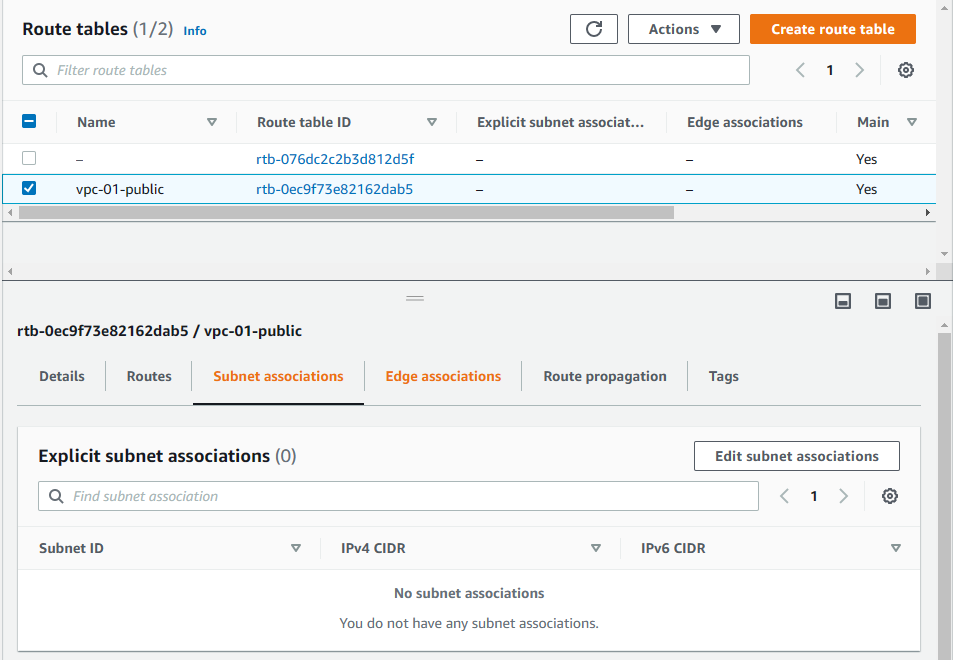 Route tables (1/2) Info
Actions
Create route table
Filter route tables
1
Name Route table ID Explicit subnet associat... Edge associations Main
– rtb-076dc2c2b3d812d5f – – Yes
vpc-01-public rtb-0ec9f73e82162dab5 – – Yes
rtb-0ec9f73e82162dab5 / vpc-01-public
Details Routes Subnet associations Edge associations Route propagation Tags
Explicit subnet associations (0)
Edit subnet associations
Find subnet association
1
Subnet ID IPv4 CIDR IPv6 CIDR
No subnet associations
You do not have any subnet associations.